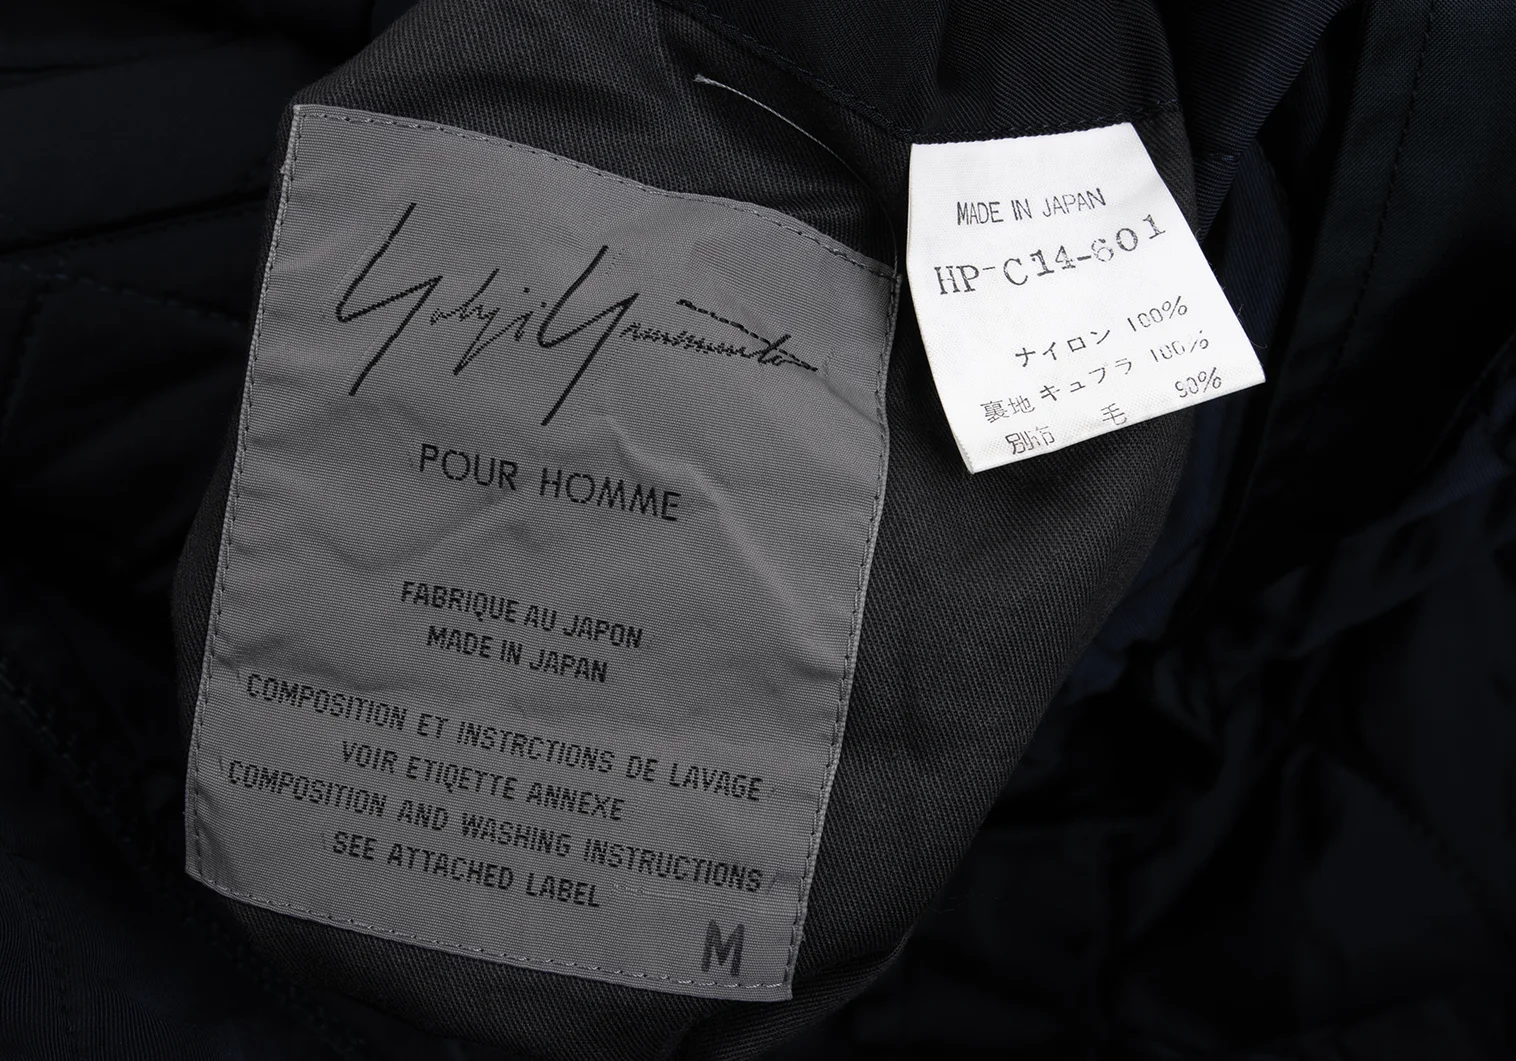 Yohji Yamamoto
POUR HOMME
FABRIQUE AU JAPON
MADE IN JAPAN
COMPOSITION ET INSTRCTIONS DE LAVAGE
VOIR ETIQETTE ANNEXE
COMPOSITION AND WASHING INSTRUCTIONS
SEE ATTACHED LABEL
M
MADE IN JAPAN
HP-C14-601
ナイロン 100%
裏地 キュプラ 100%
別布 毛 90%